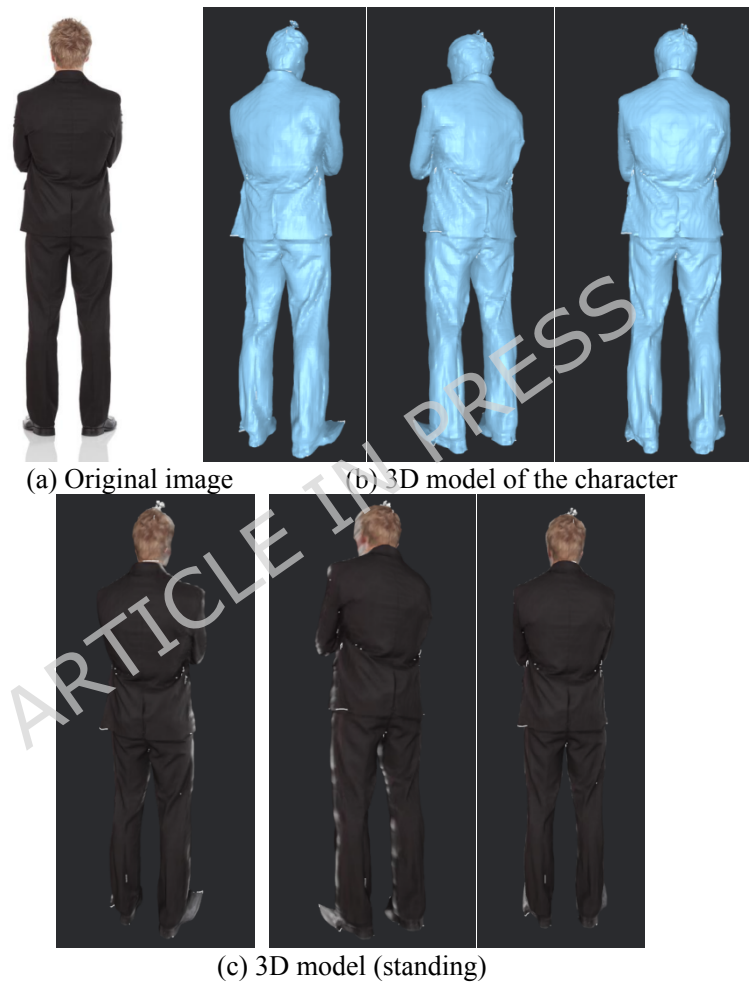 (a) Original image
(b) 3D model of the character
ARTICLE IN PRESS
(c) 3D model (standing)